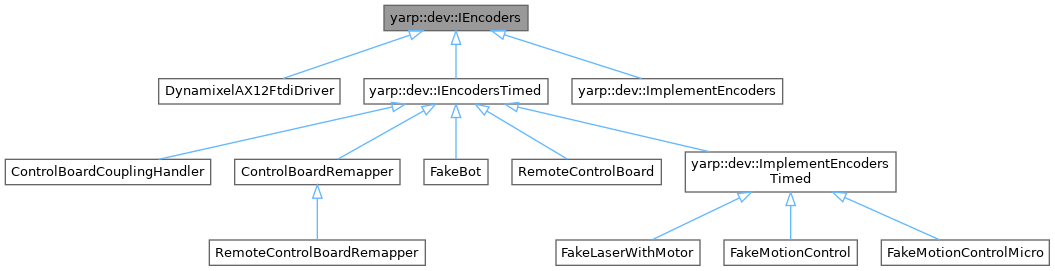 yarp::dev::IEncoders
DynamixelAX12FtdiDriver
yarp::dev::IEncodersTimed
yarp::dev::ImplementEncoders
ControlBoardCouplingHandler
ControlBoardRemapper
FakeBot
RemoteControlBoard
yarp::dev::ImplementEncoders
Timed
RemoteControlBoardRemapper
FakeLaserWithMotor
FakeMotionControl
FakeMotionControlMicro